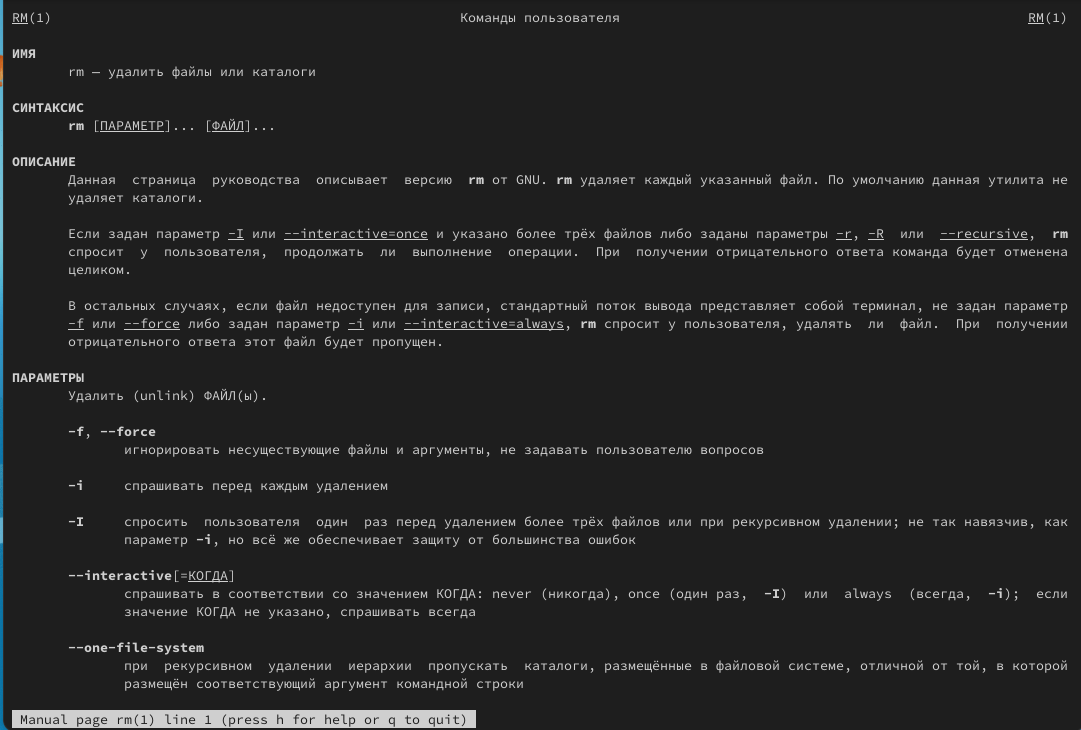 RM(1) Команды пользователя RM(1)
ИМЯ
rm — удалить файлы или каталоги
СИНТАКСИС
rm [ПАРАМЕТР]... [ФАЙЛ]...
ОПИСАНИЕ
Данная страница руководства описывает версию rm от GNU. rm удаляет каждый указанный файл. По умолчанию данная утилита не
удаляет каталоги.
Если задан параметр -I или --interactive=once и указано более трёх файлов либо заданы параметры -r, -R или --recursive, rm
спросит у пользователя, продолжать ли выполнение операции. При получении отрицательного ответа команда будет отменена
целиком.
В остальных случаях, если файл недоступен для записи, стандартный поток вывода представляет собой терминал, не задан параметр
-f или --force либо задан параметр -i или --interactive=always, rm спросит у пользователя, удалять ли файл. При получении
отрицательного ответа этот файл будет пропущен.
ПАРАМЕТРЫ
Удалить (unlink) ФАЙЛ(ы).
-f, --force
игнорировать несуществующие файлы и аргументы, не задавать пользователю вопросов
-i спрашивать перед каждым удалением
-I спросить пользователя один раз перед удалением более трёх файлов или при рекурсивном удалении; не так навязчив, как
параметр -i, но всё же обеспечивает защиту от большинства ошибок
--interactive[=КОГДА]
спрашивать в соответствии со значением КОГДА: never (никогда), once (один раз, -I) или always (всегда, -i); если
значение КОГДА не указано, спрашивать всегда
--one-file-system
при рекурсивном удалении иерархии пропускать каталоги, размещённые в файловой системе, отличной от той, в которой
размещён соответствующий аргумент командной строки
Manual page rm(1) line 1 (press h for help or q to quit)